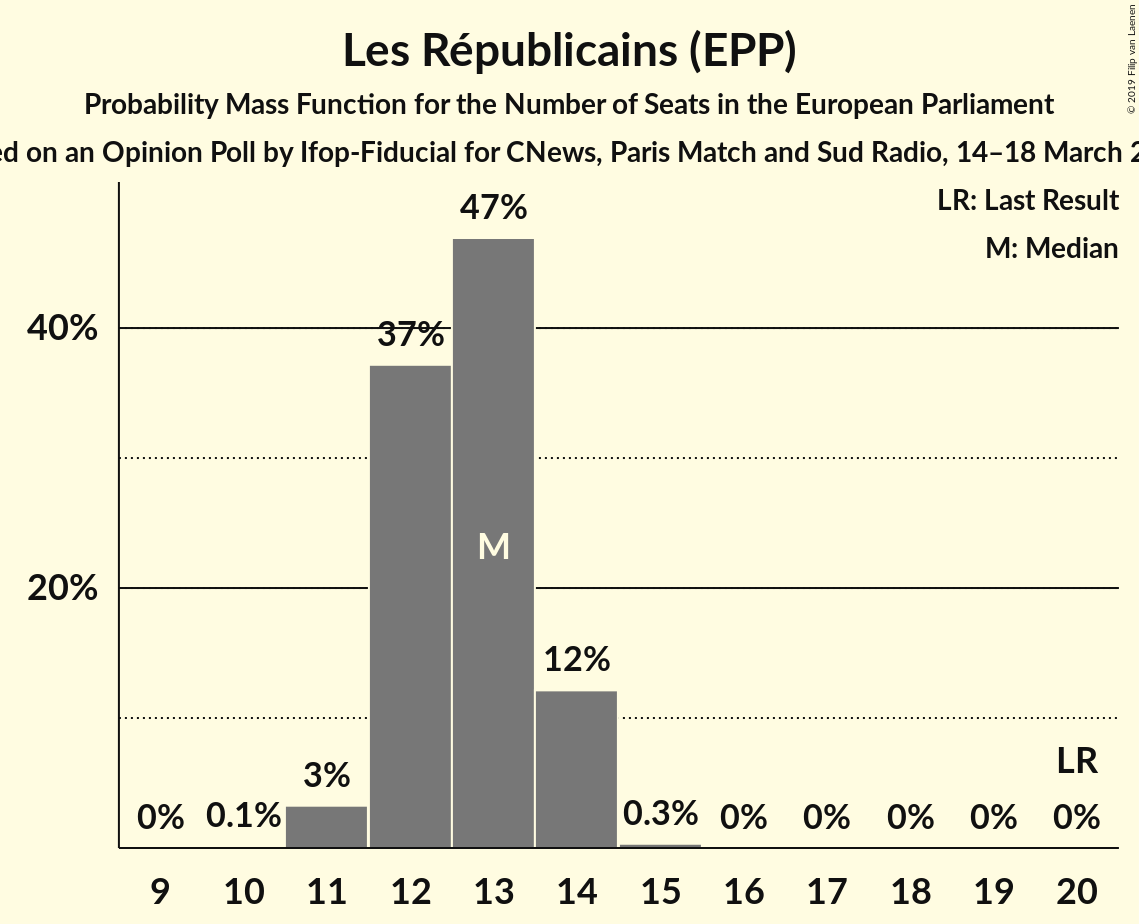 Les Républicains (EPP)
Probability Mass Function for the Number of Seats in the European Parliament
on an Opinion Poll by Ifop-Fiducial for CNews, Paris Match and Sud Radio, 14–18 March
© 2019 Filip van Laenen
LR: Last Result
M: Median
47%
40%
37%
M
20%
12%
LR
3%
0% 0.1% 0.3% 0% 0% 0% 0% 0%
9 10 11 12 13 14 15 16 17 18 19 20